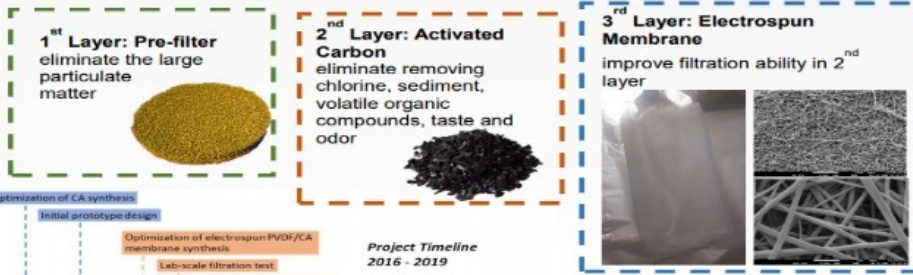 1st Layer: Pre-filter
eliminate the large
particulate
matter
2nd Layer: Activated
Carbon
eliminate removing
chlorine, sediment,
volatile organic
compounds, taste and
odor
3rd Layer: Electrospun
Membrane
improve filtration ability in 2nd
layer
ptimization of CA synthesis
Initial prototype design
Optimization of electrospun PVDF/CA
membrane synthesis
Lab-scale filtration test
Project Timeline
2016 - 2019